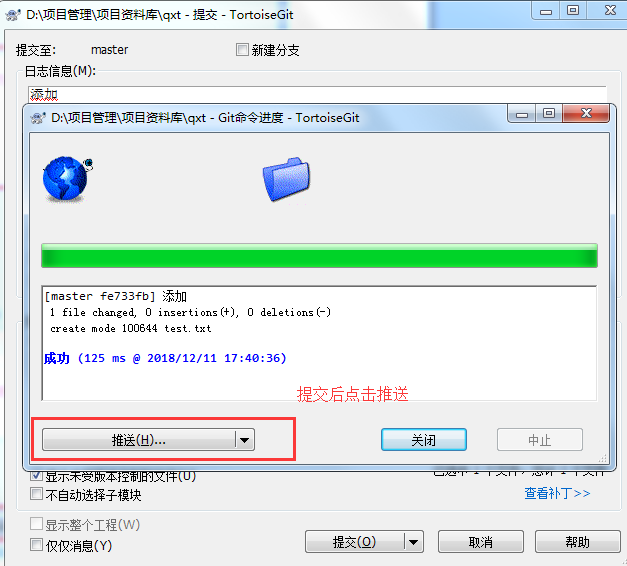 D:\项目管理\项目资料库\qxt - 提交 - TortoiseGit
提交至: master 新建分支
日志信息(M):
添加
D:\项目管理\项目资料库\qxt - Git命令进度 - TortoiseGit
[master fe733fb] 添加
1 file changed, 0 insertions(+), 0 deletions(-)
create mode 100644 test.txt
成功 (125 ms @ 2018/12/11 17:40:36)
提交后点击推送
推送(H)... 关闭 中止
显示未受版本控制的文件(U)
不自动选择子模块 查看补丁>>
显示整个工程(W)
仅仅消息(Y) 提交(O) 取消 帮助